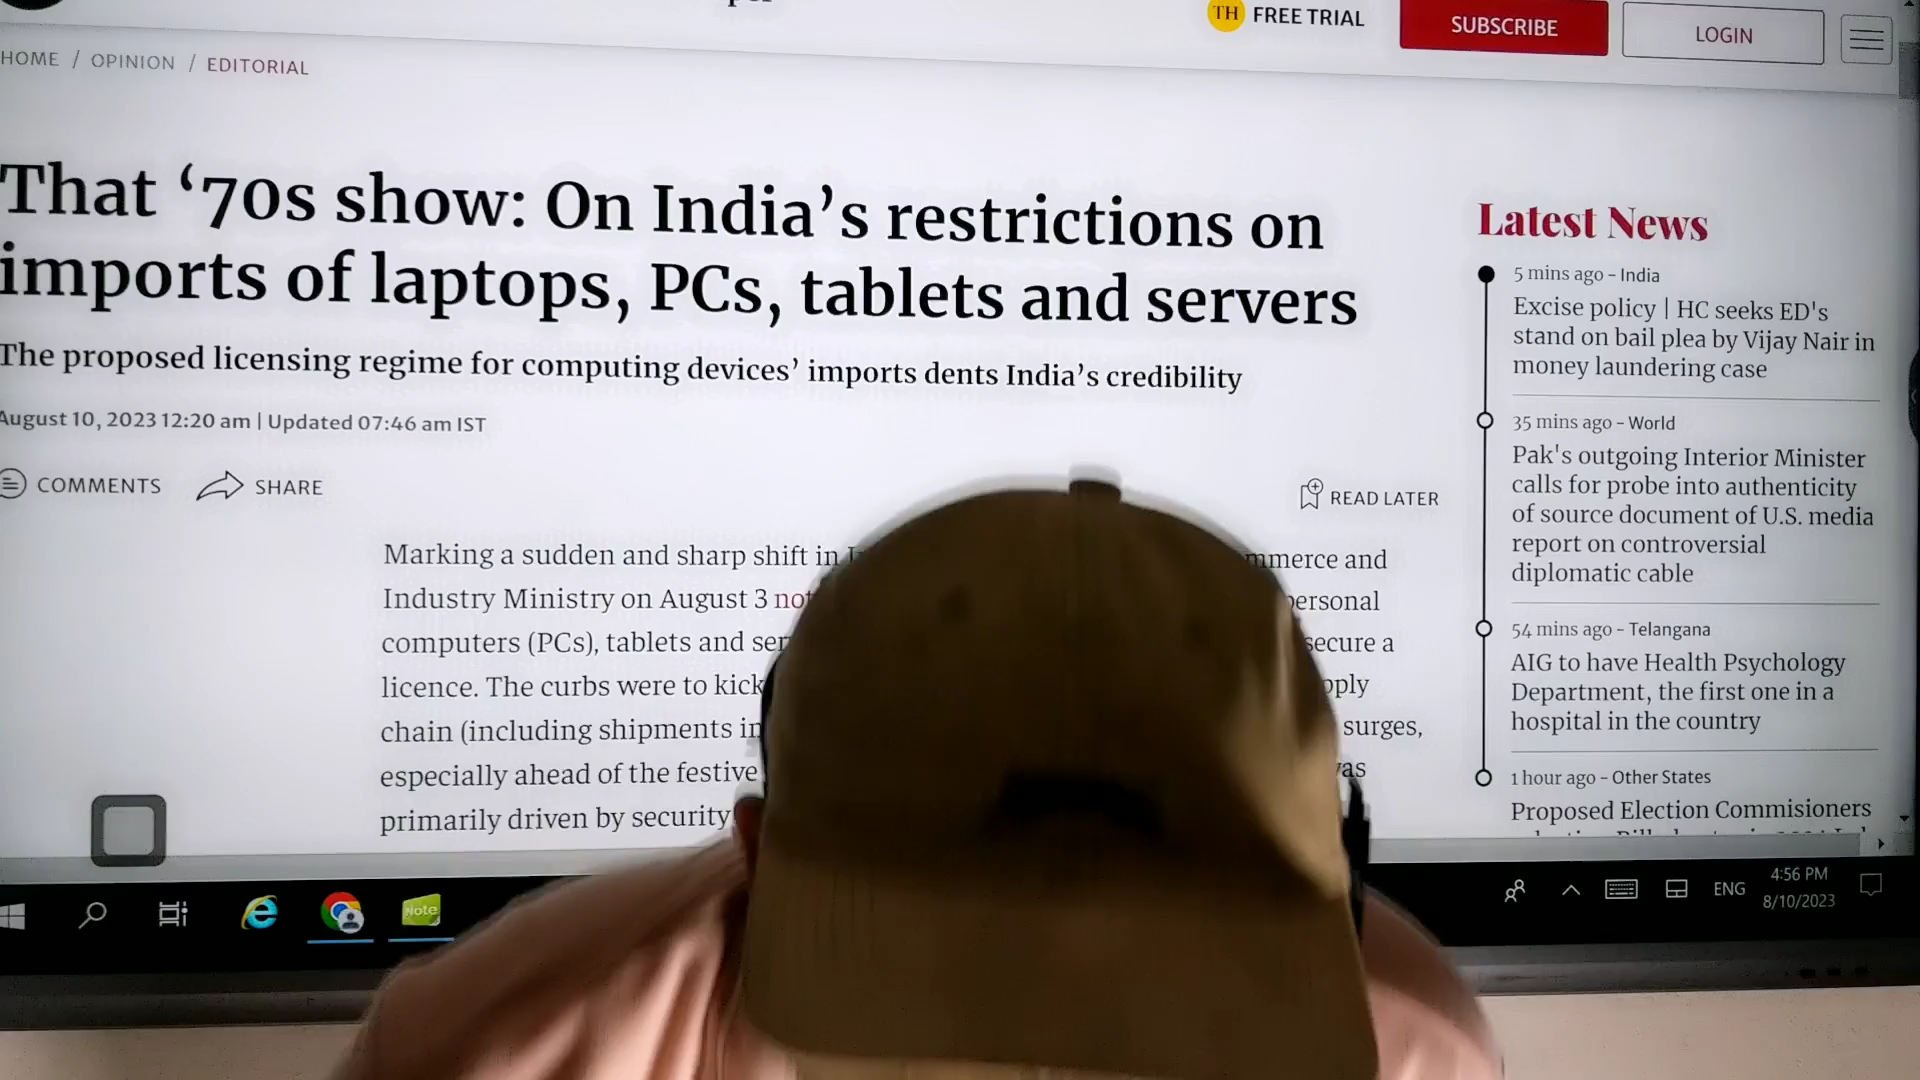 TH FREE TRIAL
SUBSCRIBE
LOGIN
HOME / OPINION / EDITORIAL
That ‘70s show: On India’s restrictions on
imports of laptops, PCs, tablets and servers
The proposed licensing regime for computing devices’ imports dents India’s credibility
August 10, 2023 12:20 am | Updated 07:46 am IST
COMMENTS SHARE
READ LATER
Marking a sudden and sharp shift in and
Industry Ministry on August 3
computers (PCs), tablets and secure a
licence. The curbs were to kick
chain (including shipments in surges,
especially ahead of the festive
primarily driven by security
Latest News
5 mins ago - India
Excise policy | HC seeks ED's
stand on bail plea by Vijay Nair in
money laundering case
35 mins ago - World
Pak's outgoing Interior Minister
calls for probe into authenticity
of source document of U.S. media
report on controversial
diplomatic cable
54 mins ago - Telangana
AIG to have Health Psychology
Department, the first one in a
hospital in the country
1 hour ago - Other States
Proposed Election Commisioners
Note
ENG
4:56 PM
8/10/2023